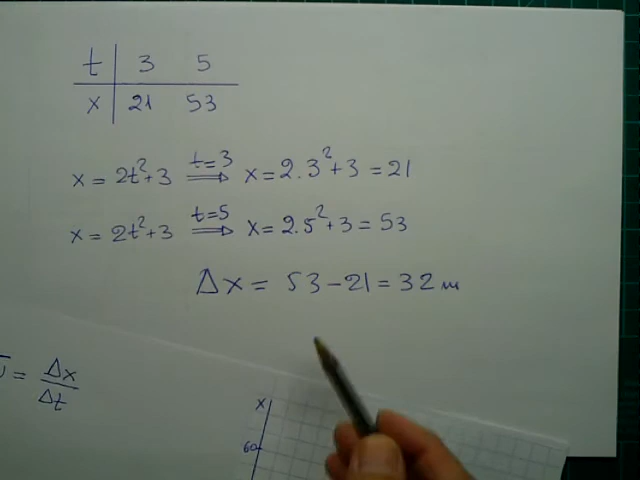 t 3 5
x 21 53
x = 2t²+3 t=3 ⟹ x = 2.3²+3 = 21
x = 2t²+3 t=5 ⟹ x = 2.5²+3 = 53
Δx = 53 - 21 = 32 m
= Δx/Δt
x
60